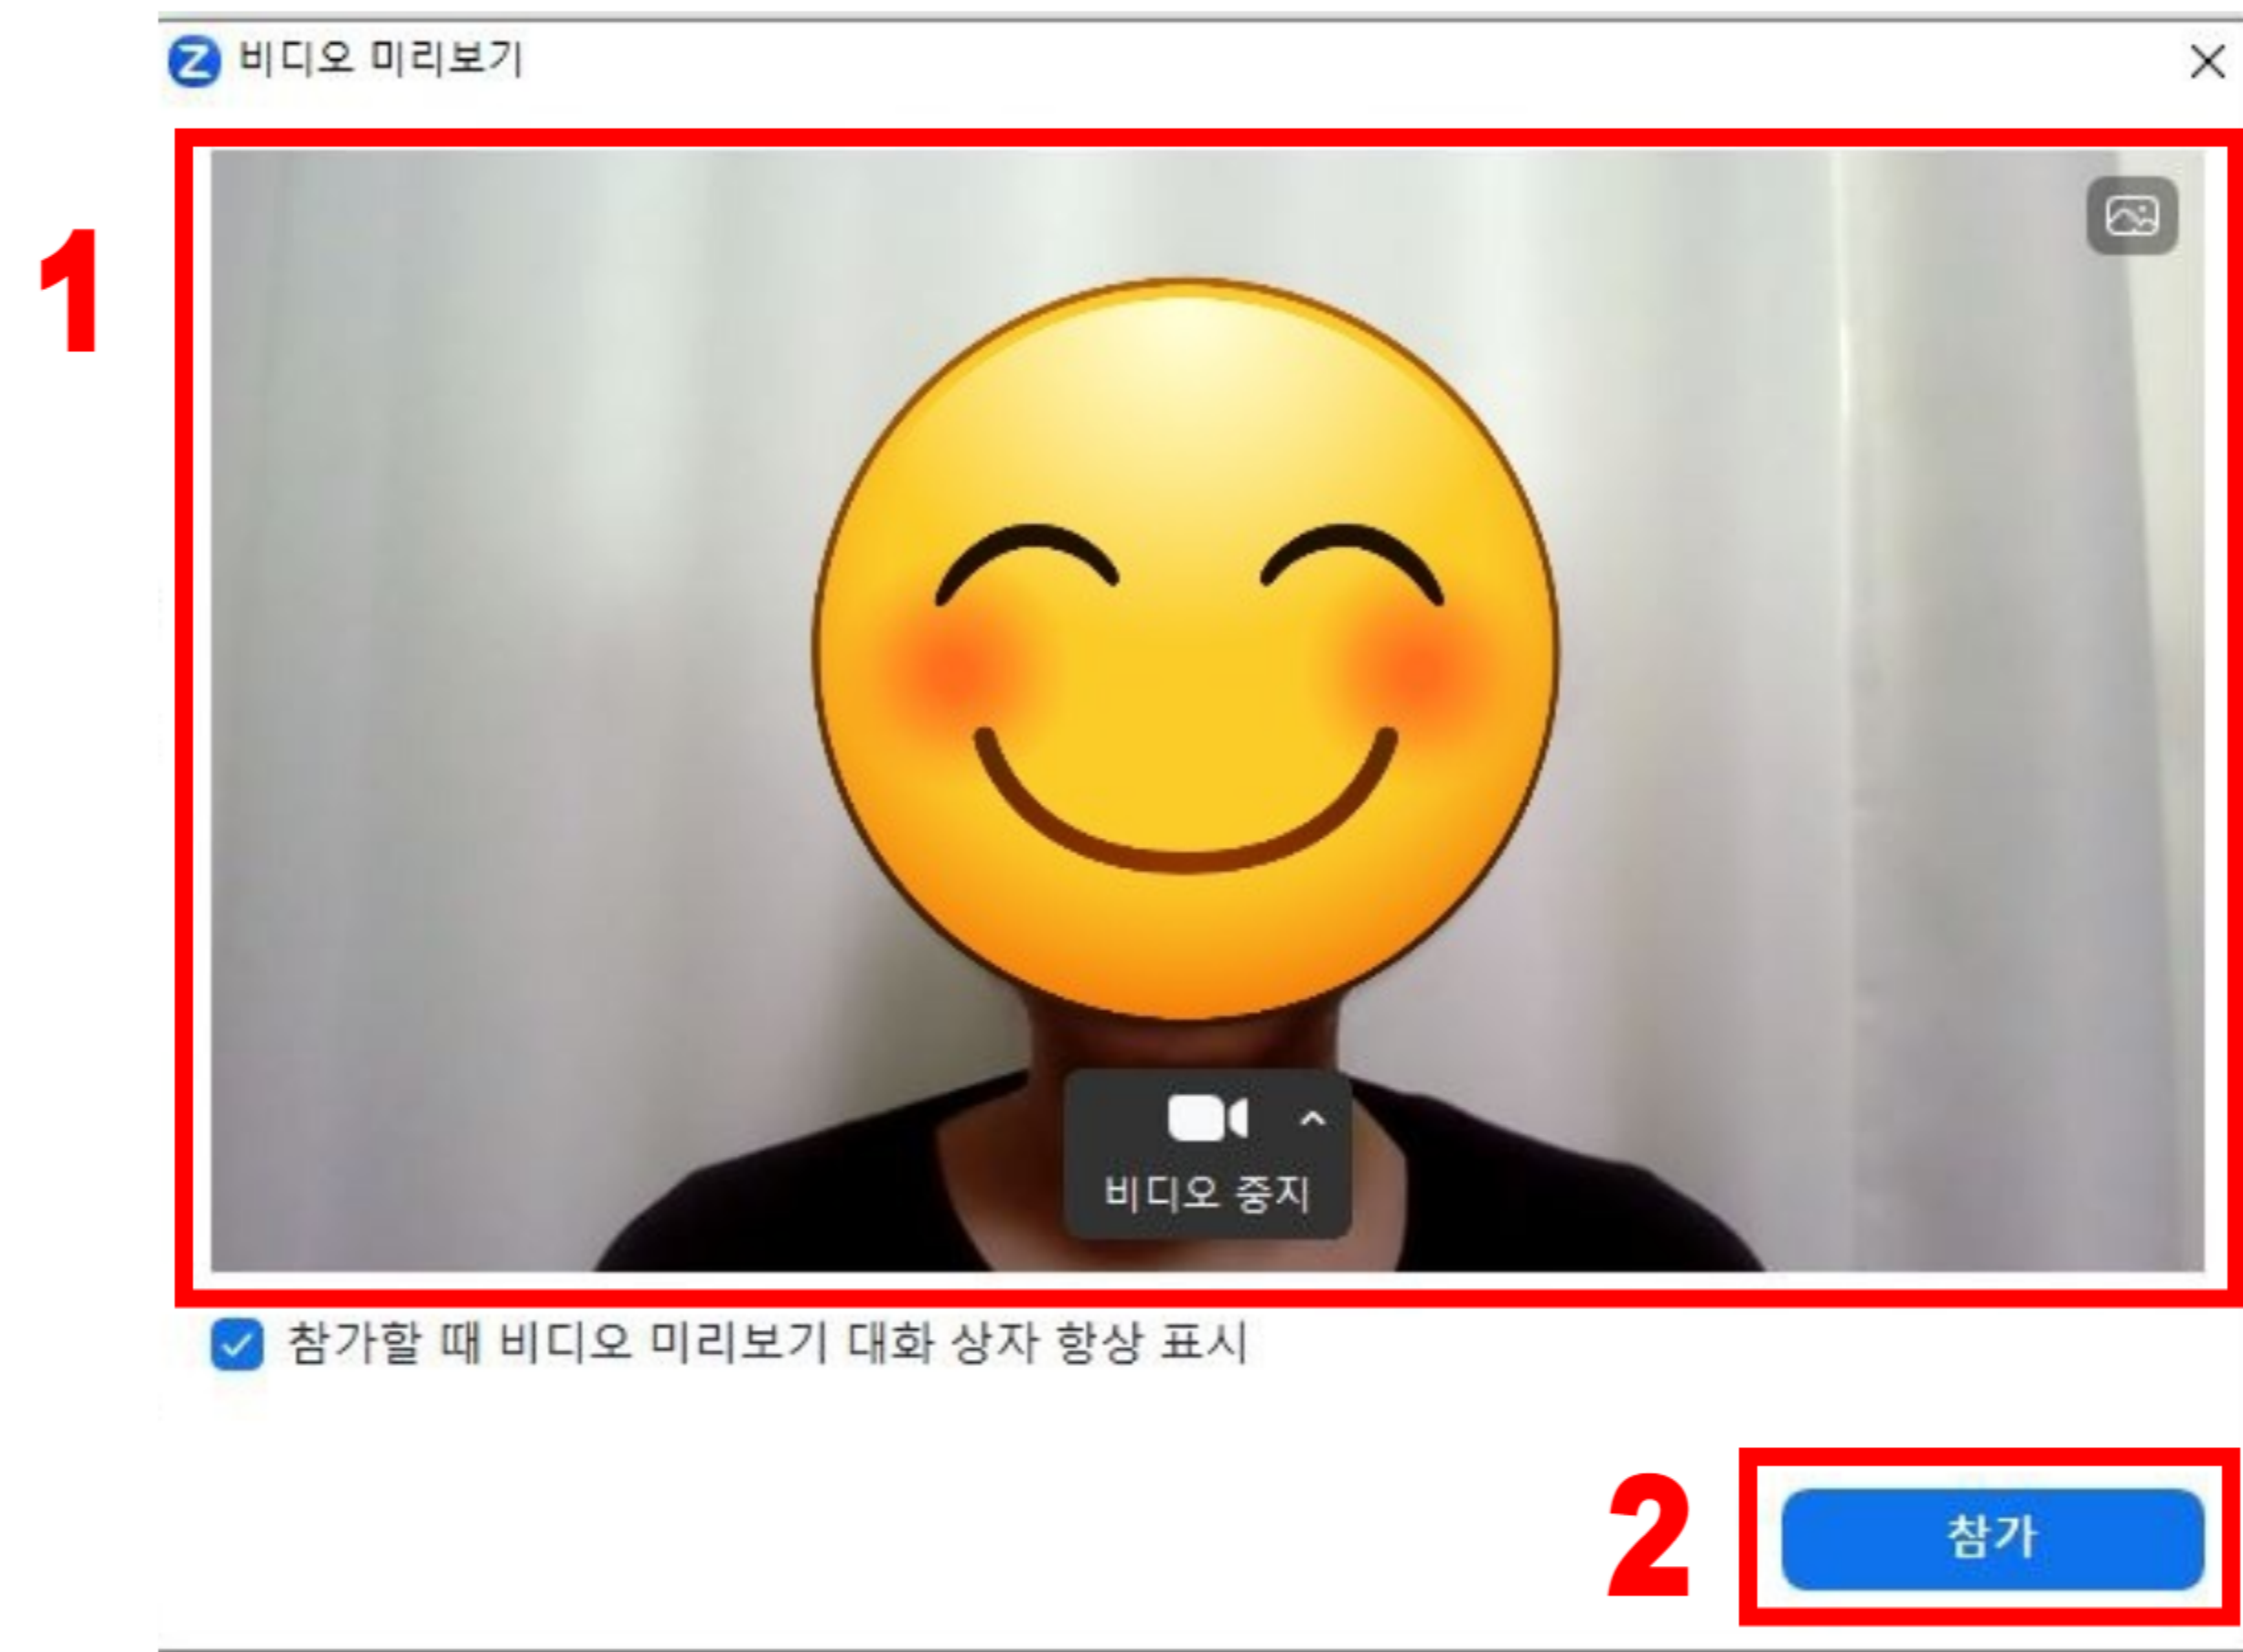 비디오 미리보기
1
비디오 중지
참가할 때 비디오 미리보기 대화 상자 항상 표시
2
참가